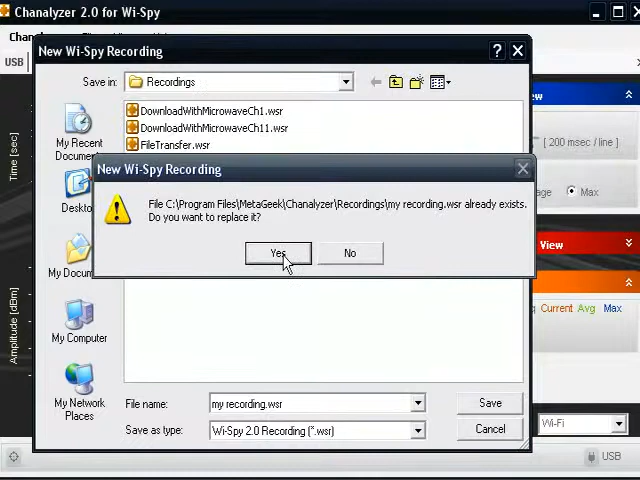 Chanalyzer 2.0 for Wi-Spy
USB
New Wi-Spy Recording
Save in:
Recordings
My Recent
Documents
Desktop
My Computer
My Network
Places
DownloadWithMicrowaveCh1.wsr
DownloadWithMicrowaveCh11.wsr
FileTransfer.wsr
New Wi-Spy Recording
File C:\Program Files\MetaGeek\Chanalyzer\Recordings\my recording.wsr already exists.
Do you want to replace it?
Yes
No
File name:
my recording.wsr
Save
Save as type:
Wi-Spy 2.0 Recording (*.wsr)
Cancel
Time [sec]
Amplitude [dBm]
[ 200 msec / line ]
Max
View
Current Avg Max
Wi-Fi
USB